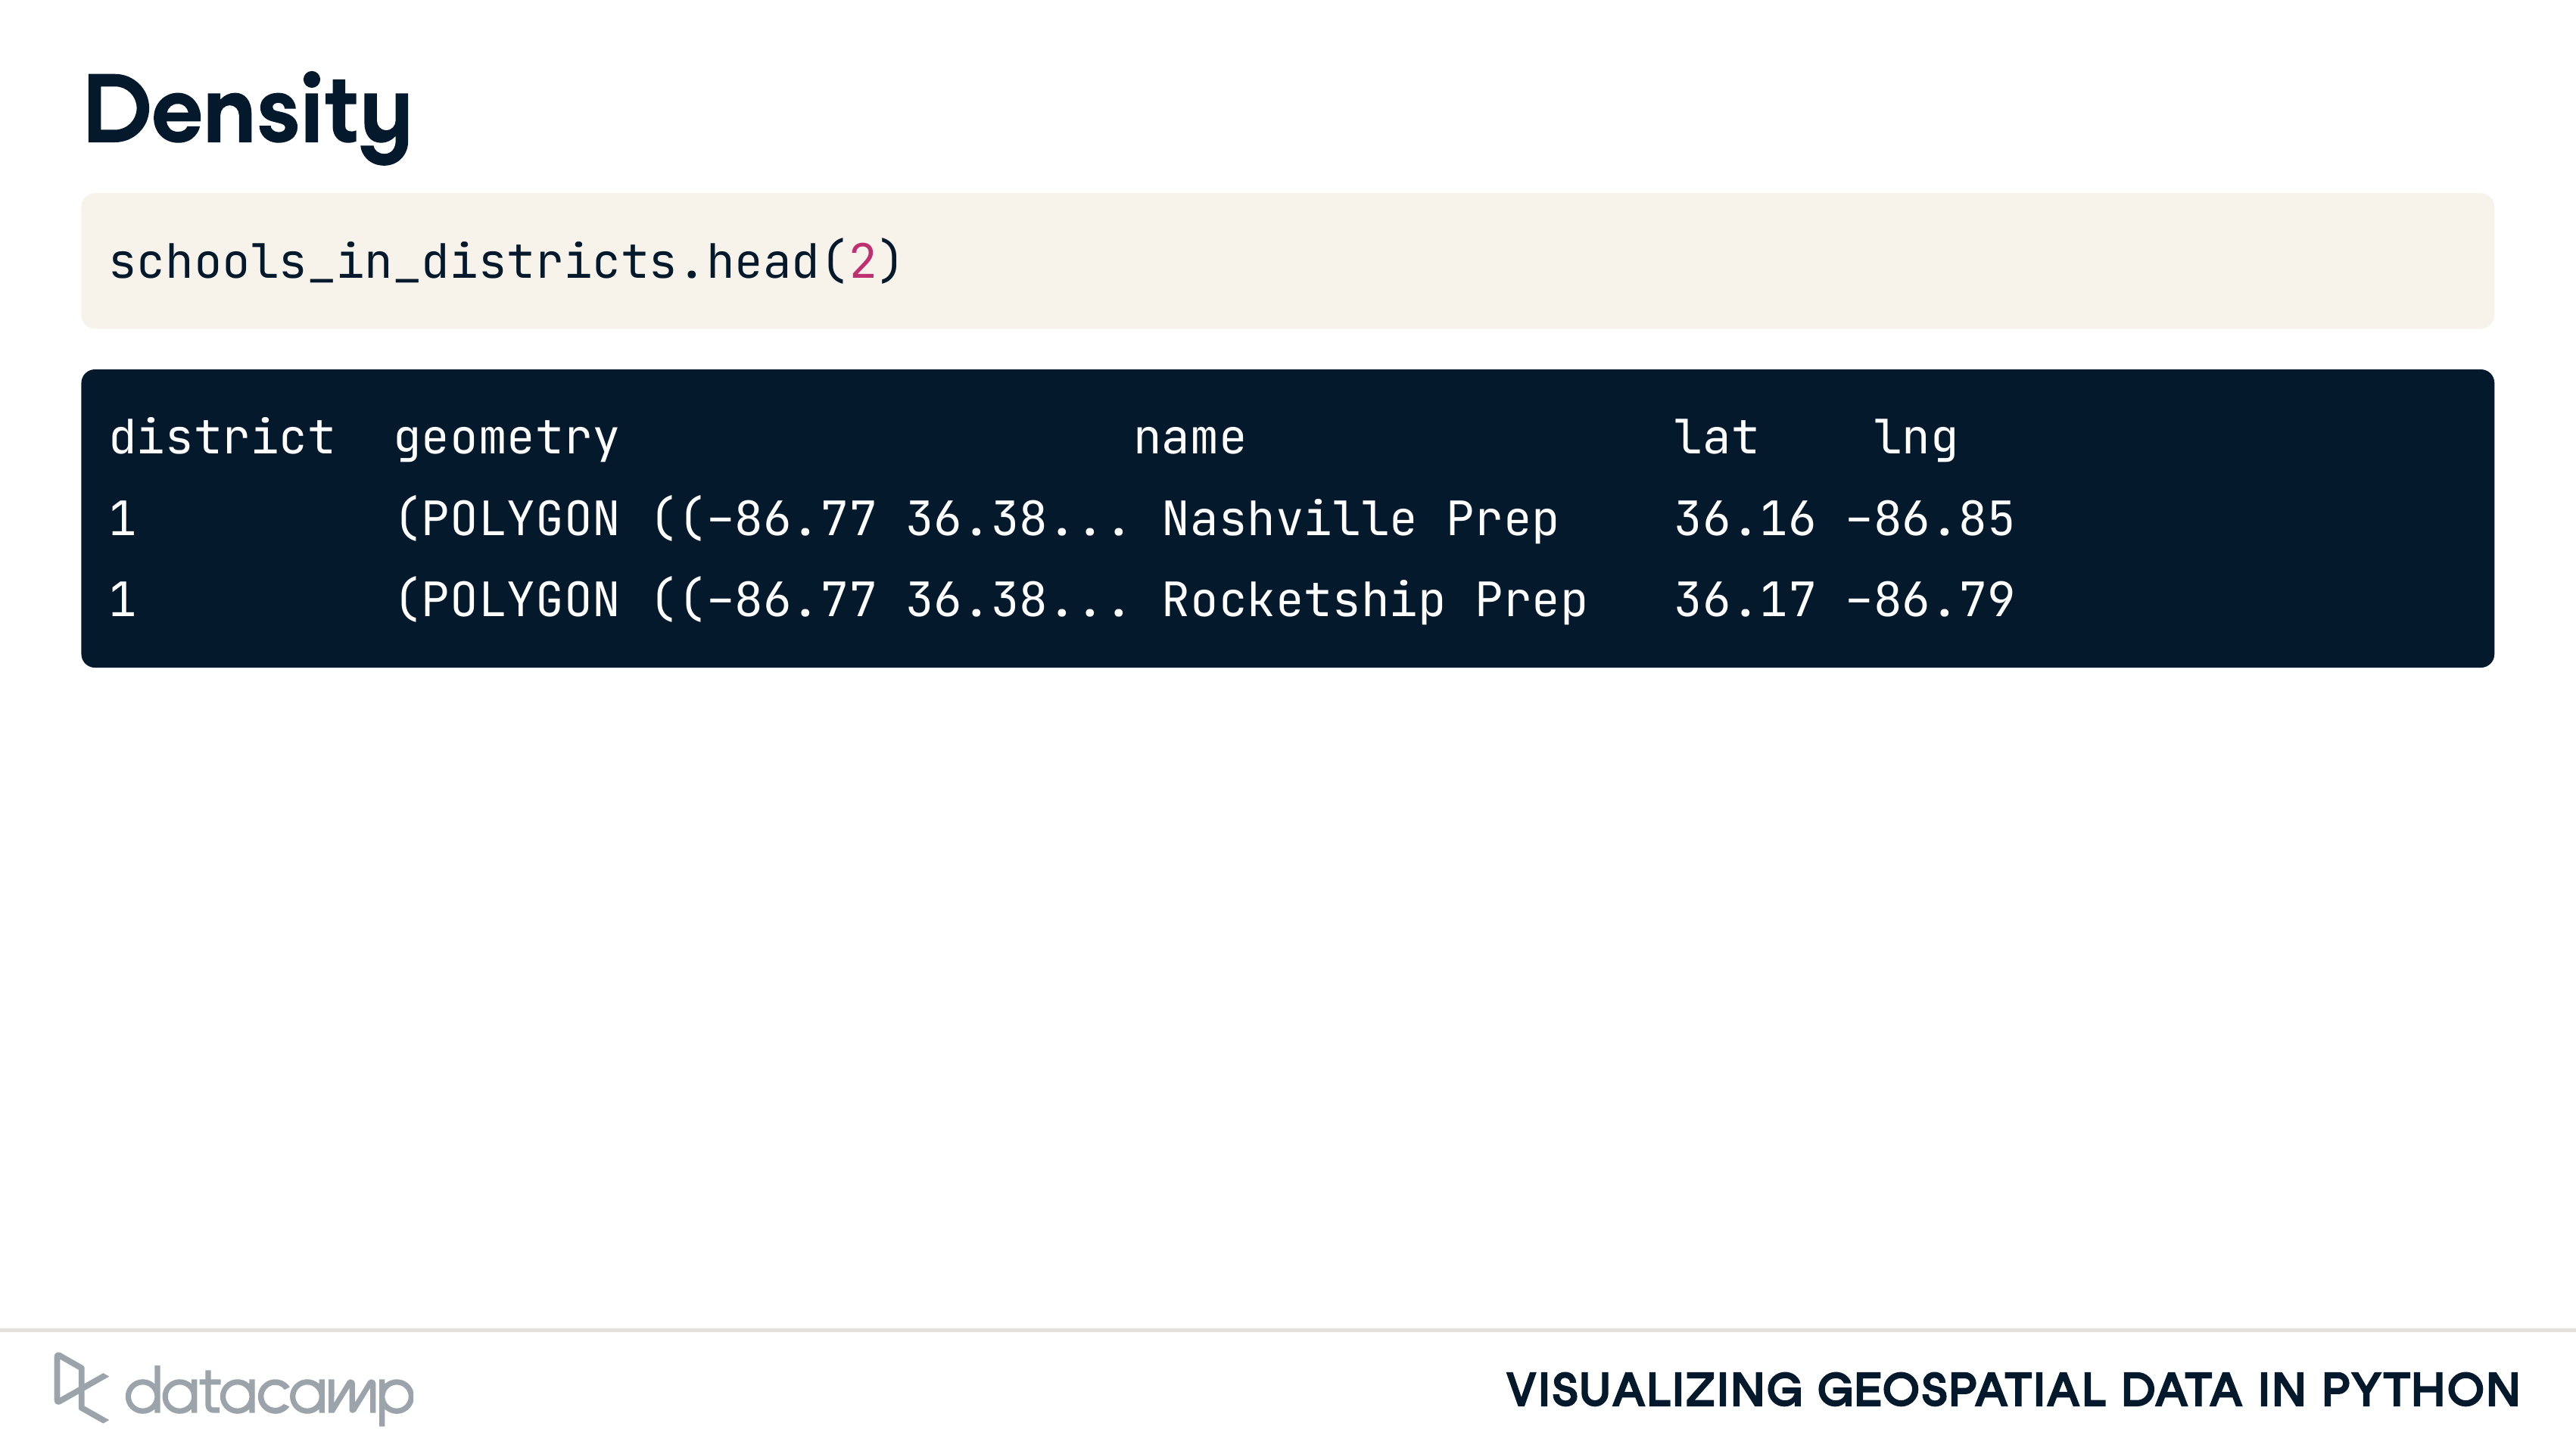 Density
schools_in_districts.head(2)
district  geometry                          name               lat    lng
1         (POLYGON ((-86.77 36.38... Nashville Prep    36.16 -86.85
1         (POLYGON ((-86.77 36.38... Rocketship Prep   36.17 -86.79
datacamp
VISUALIZING GEOSPATIAL DATA IN PYTHON